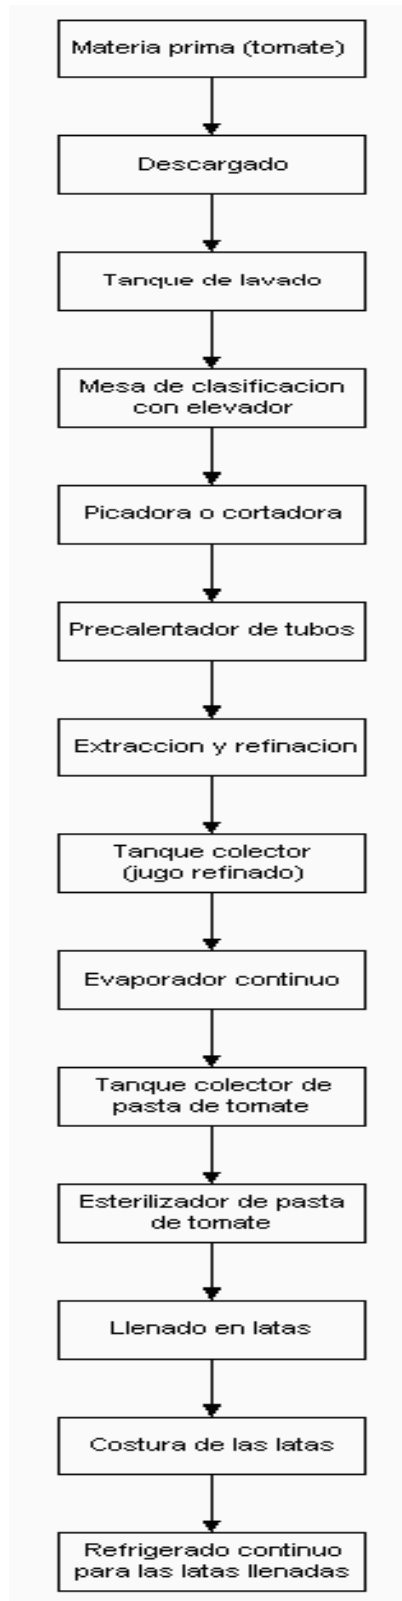 Materia prima (tomate)
Descargado
Tanque de lavado
Mesa de clasificacion
con elevador
Picadora o cortadora
Precalentador de tubos
Extraccion y refinacion
Tanque colector
(jugo refinado)
Evaporador continuo
Tanque colector de
pasta de tomate
Esterilizador de pasta
de tomate
Llenado en latas
Costura de las latas
Refrigerado continuo
para las latas llenadas